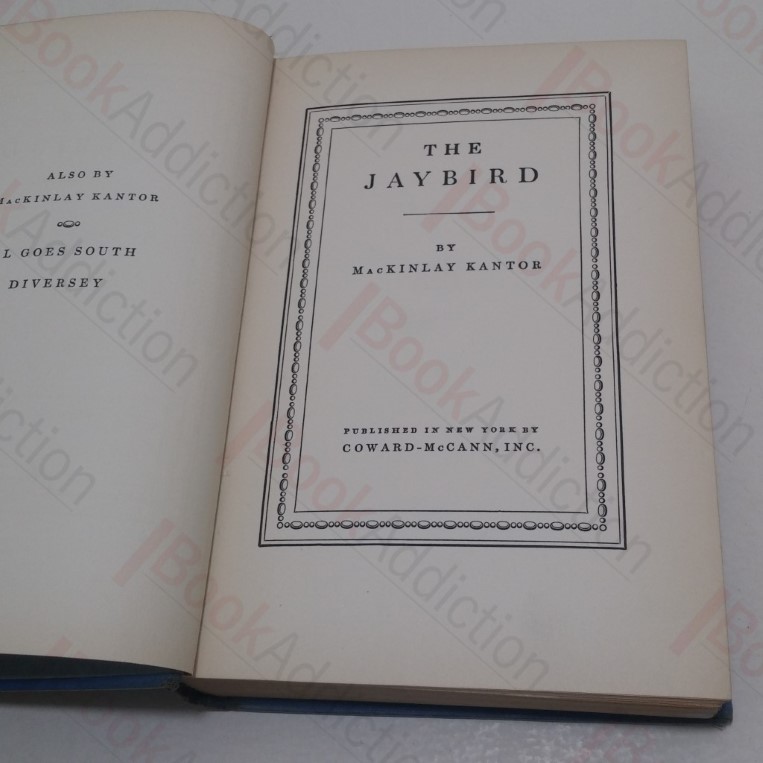 ALSO BY
MacKINLAY KANTOR
L GOES SOUTH
DIVERSEY
THE
JAYBIRD
BY
MacKINLAY KANTOR
PUBLISHED IN NEW YORK BY
COWARD-McCANN, INC.
BookAddiction